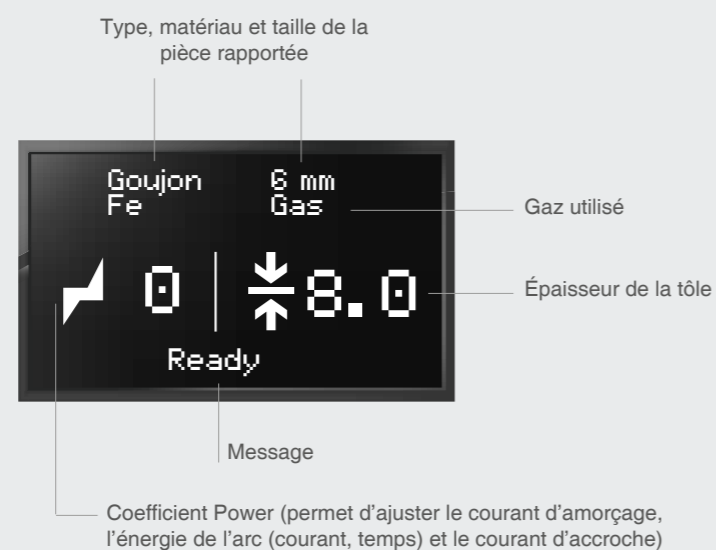 Type, matériau et taille de la
pièce rapportée
Goujon 6 mm
Fe Gas
Gaz utilisé
0 8.0
Épaisseur de la tôle
Ready
Message
Coefficient Power (permet d'ajuster le courant d'amorçage,
l'énergie de l'arc (courant, temps) et le courant d'accroche)